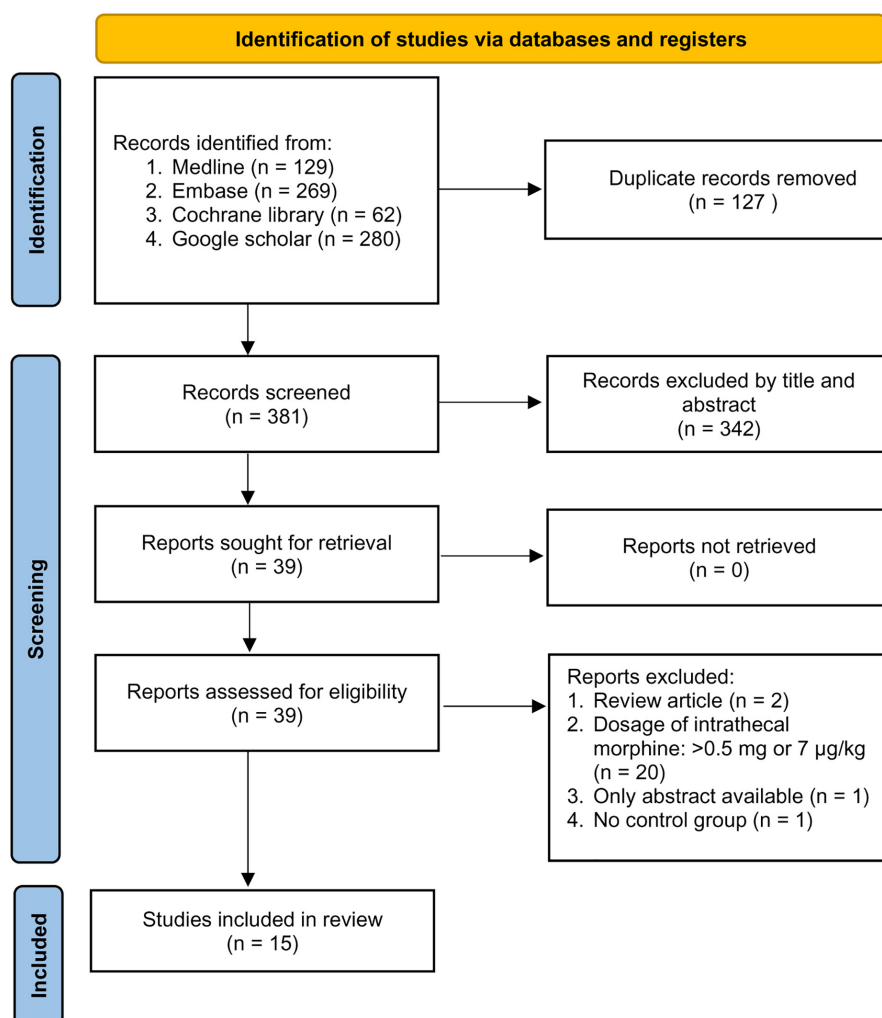 Identification of studies via databases and registers
Identification
Records identified from:
1. Medline (n = 129)
2. Embase (n = 269)
3. Cochrane library (n = 62)
4. Google scholar (n = 280)
Duplicate records removed
(n = 127 )
Screening
Records screened
(n = 381)
Records excluded by title and
abstract
(n = 342)
Reports sought for retrieval
(n = 39)
Reports not retrieved
(n = 0)
Reports assessed for eligibility
(n = 39)
Reports excluded:
1. Review article (n = 2)
2. Dosage of intrathecal
morphine: >0.5 mg or 7 µg/kg
(n = 20)
3. Only abstract available (n = 1)
4. No control group (n = 1)
Included
Studies included in review
(n = 15)